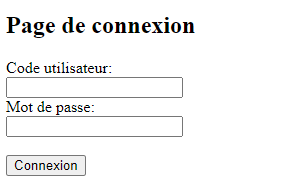 Page de connexion
Code utilisateur:
Mot de passe:
Connexion